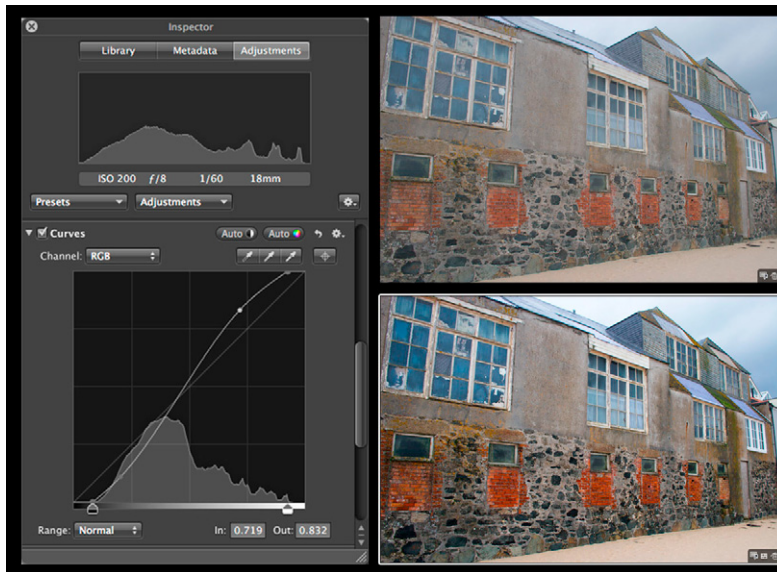 Inspector
Library Metadata Adjustments
ISO 200 ƒ/8 1/60 18mm
Presets Adjustments
Curves Auto Auto
Channel: RGB
Range: Normal In: 0.719 Out: 0.832